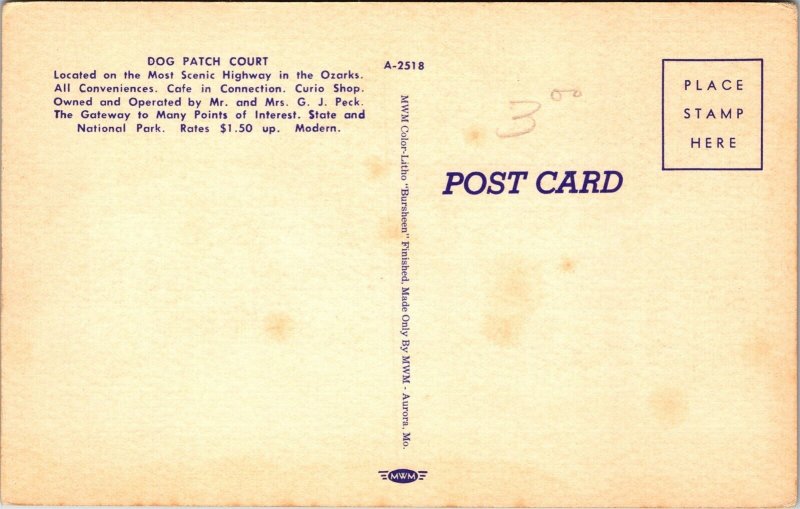 DOG PATCH COURT
Located on the Most Scenic Highway in the Ozarks.
All Conveniences. Cafe in Connection. Curio Shop.
Owned and Operated by Mr. and Mrs. G. J. Peck.
The Gateway to Many Points of Interest. State and
National Park. Rates $1.50 up. Modern.
A-2518
MWM Color-Litho "Bursheen" Finished. Made Only By MWM - Aurora, Mo.
MWM
3.00
POST CARD
PLACE
STAMP
HERE